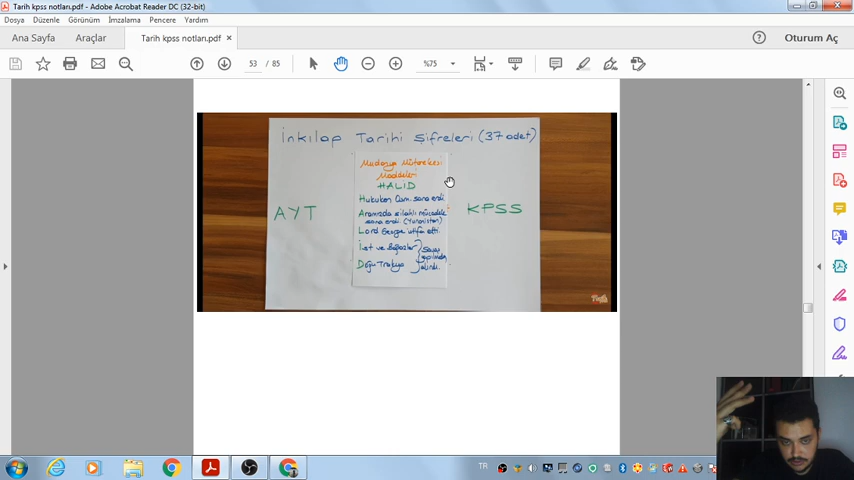 Tarih kpss notları.pdf - Adobe Acrobat Reader DC (32-bit)
Dosya Düzenle Görünüm İmzalama Pencere Yardım
Ana Sayfa Araçlar Tarih kpss notları.pdf × Oturum Aç
53 / 85 %75
İnkılap Tarihi Şifreleri (37 adet)
Mudanya Mütarekesi
Maddeleri
HALİD
Hukuken Osm. sona erdi.
AYT
Aramızda silahlı mücadele
sona erdi. (Yunanistan)
KPSS
Lord George istifa etti.
İst ve Boğazlar
Doğu Trakya
Savaş
yapılmadan
alındı.
TR